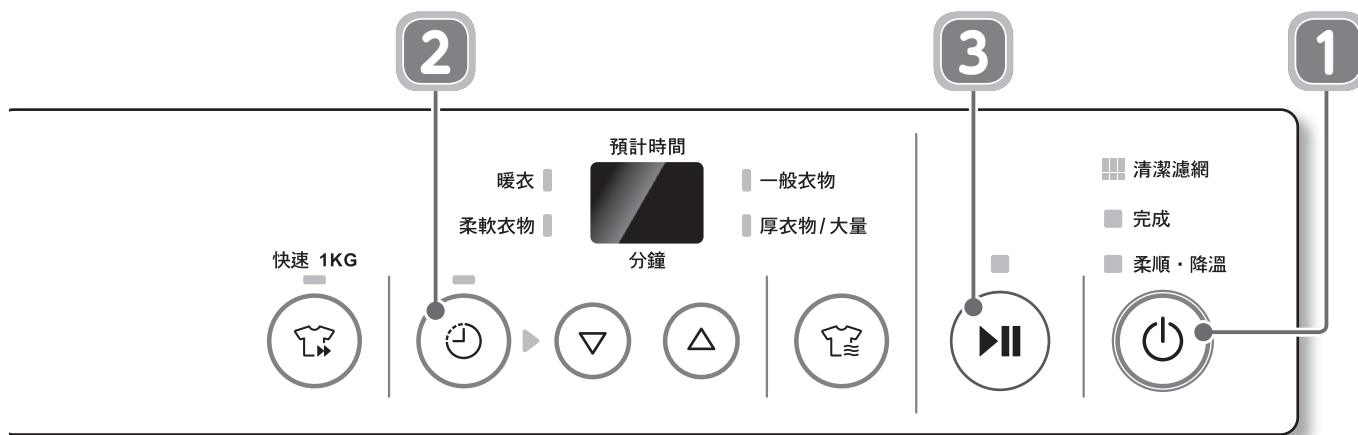 2
3
1
預計時間
暖衣
一般衣物
柔軟衣物
厚衣物/大量
分鐘
快速 1KG
清潔濾網
完成
柔順・降溫